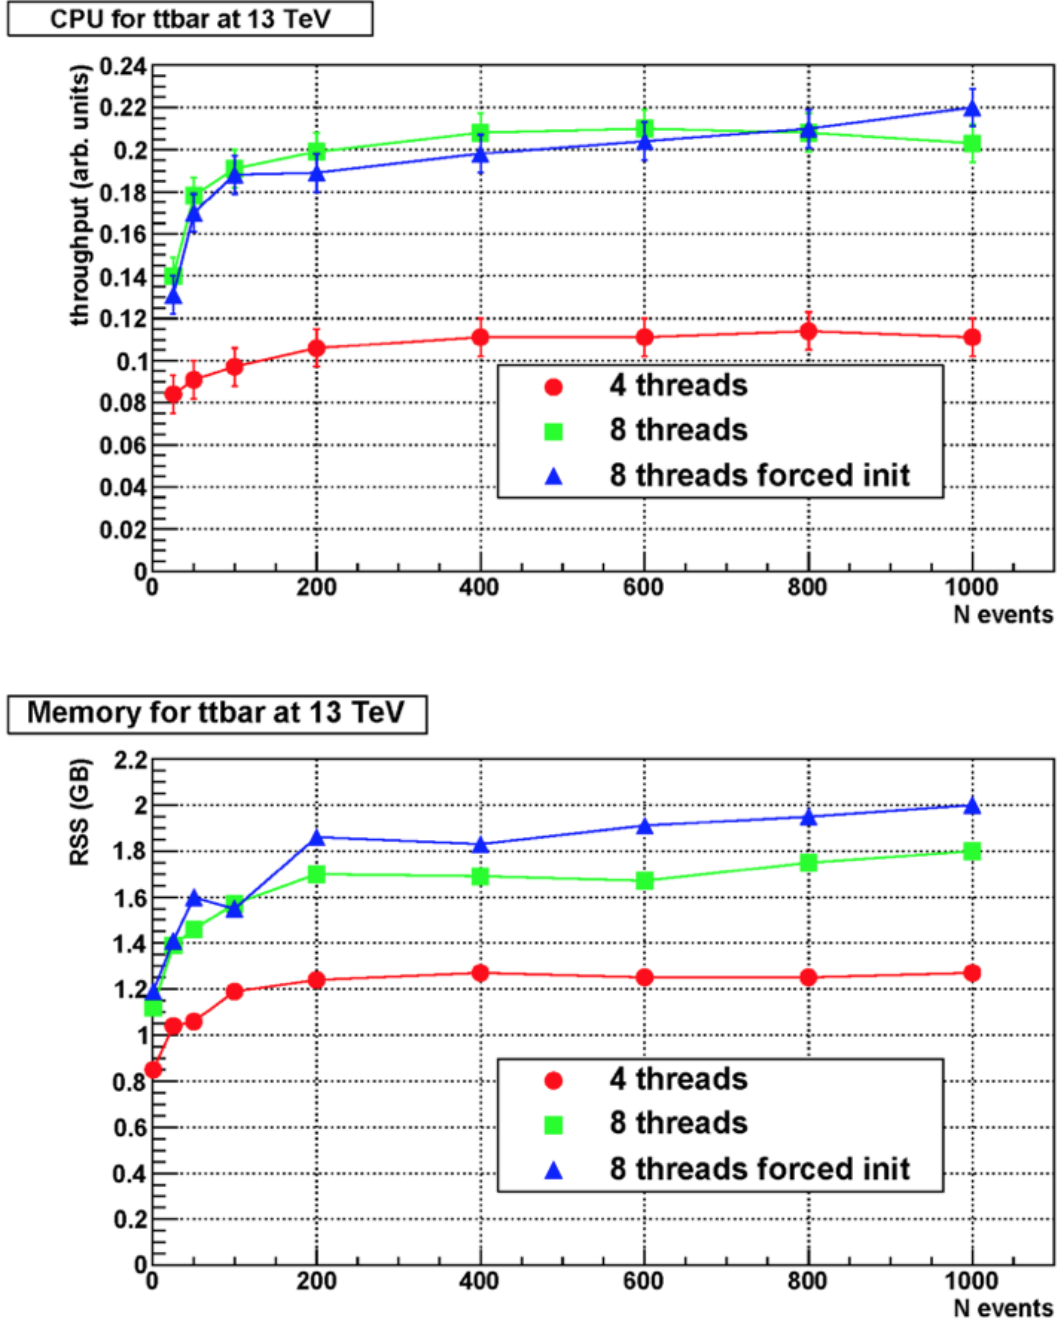 CPU for ttbar at 13 TeV
throughput (arb. units)
0.24
0.22
0.2
0.18
0.16
0.14
0.12
0.1
0.08
0.06
0.04
0.02
0
4 threads
8 threads
8 threads forced init
0 200 400 600 800 1000
N events
Memory for ttbar at 13 TeV
RSS (GB)
2.2
2
1.8
1.6
1.4
1.2
1
0.8
0.6
0.4
0.2
0
4 threads
8 threads
8 threads forced init
0 200 400 600 800 1000
N events